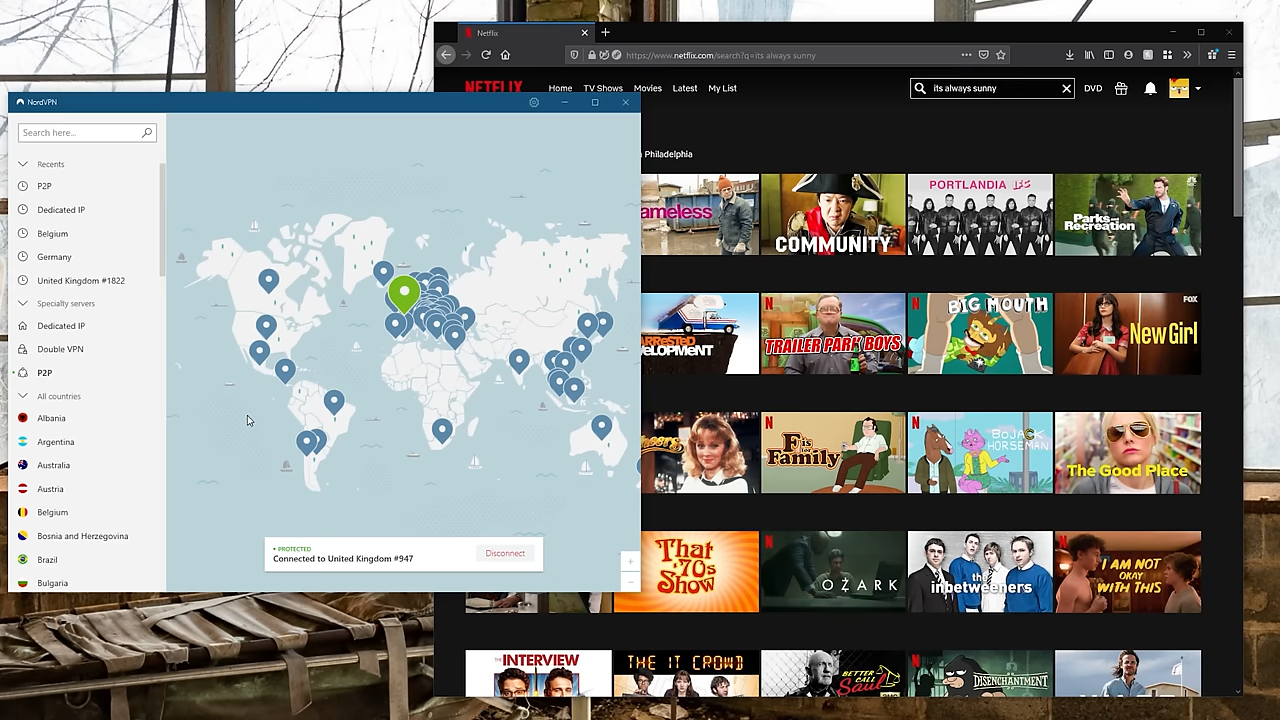 Netflix
https://www.netflix.com/search?q=its always sunny
NETFLIX
Home
TV Shows
Movies
Latest
My List
its always sunny
DVD
NordVPN
Search here...
Recents
P2P
Dedicated IP
Belgium
Germany
United Kingdom #1822
Specialty servers
Dedicated IP
Double VPN
P2P
All countries
Albania
Argentina
Australia
Austria
Belgium
Bosnia and Herzegovina
Brazil
Bulgaria
PROTECTED
Connected to United Kingdom #947
Disconnect
Philadelphia
ameless
COMMUNITY
PORTLANDIA IFC
NBC
Parks and
Recreation
ARRESTED
ELOPMENT
TRAILER PARK BOYS
BIG MOUTH
FOX
New Girl
heers
F is for
Family
BOJACK
HORSEMAN
The Good Place
That
'70s
Show
OZARK
the
inbetweeners
I AM NOT
OKAY
WITH THIS
THE INTERVIEW
THE IT CROWD
BETTER
CALL
Saul
DISENCHANTMENT